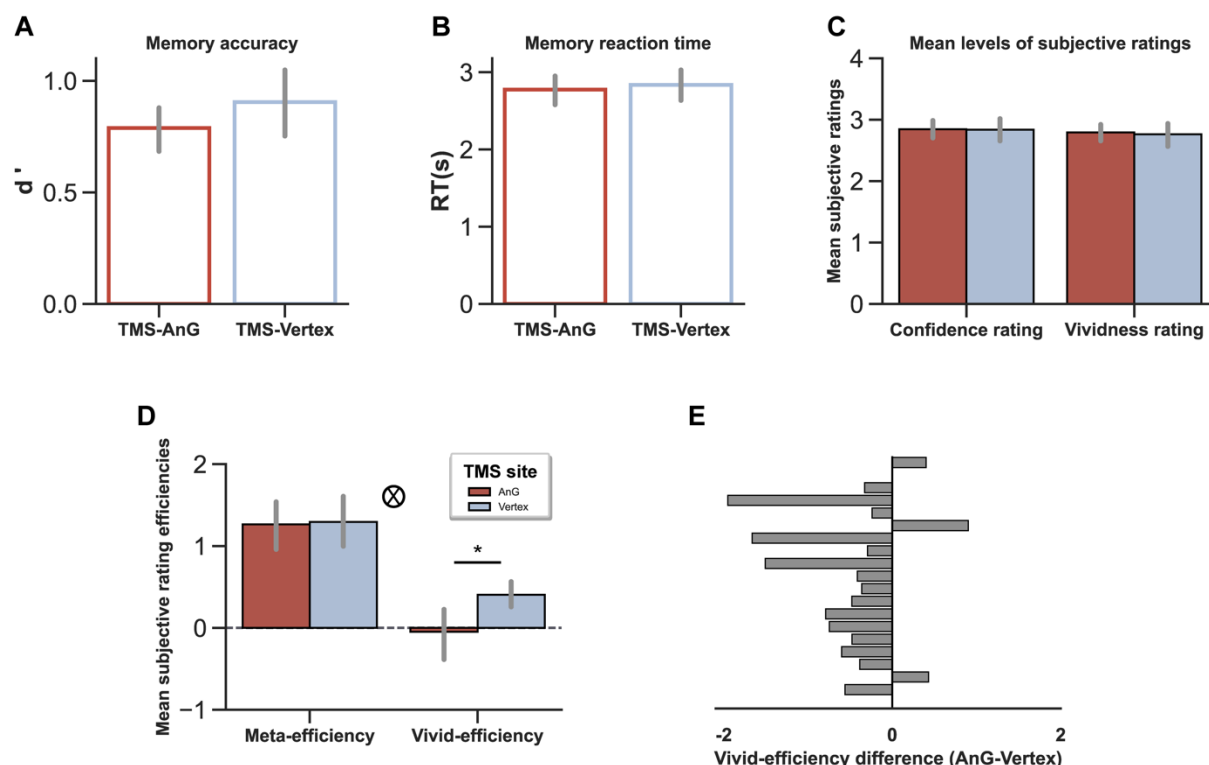 A
Memory accuracy
d '
1.0
0.5
0.0
TMS-AnG
TMS-Vertex
B
Memory reaction time
RT(s)
3
2
1
0
TMS-AnG
TMS-Vertex
C
Mean levels of subjective ratings
Mean subjective ratings
4
3
2
1
0
Confidence rating
Vividness rating
D
Mean subjective rating efficiencies
2
1
0
−1
TMS site
AnG
Vertex
*
Meta-efficiency
Vivid-efficiency
E
-2
0
2
Vivid-efficiency difference (AnG-Vertex)